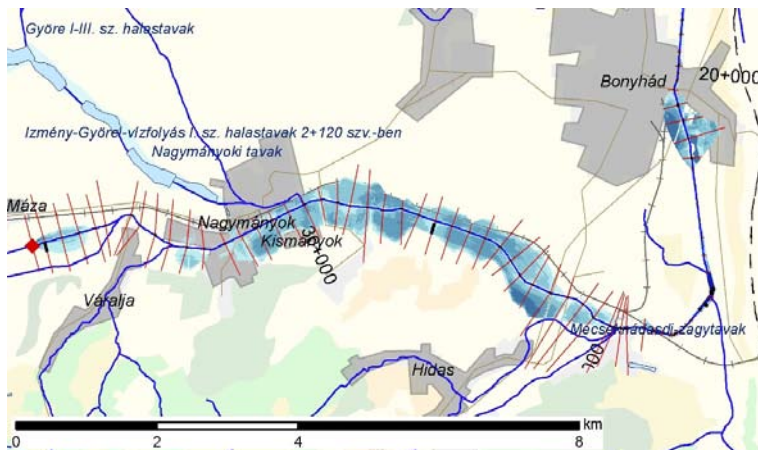 Györe I-III. sz. halastavak
Bonyhád
20+000
Izmény-Györei-vízfolyás I. sz. halastavak 2+120 szv.-ben
Nagymányoki tavak
Máza
Nagymányok
Kismányok
30+000
Váralja
Mecseknádasdi-zagytavak
Hidas
km
0 2 4 8